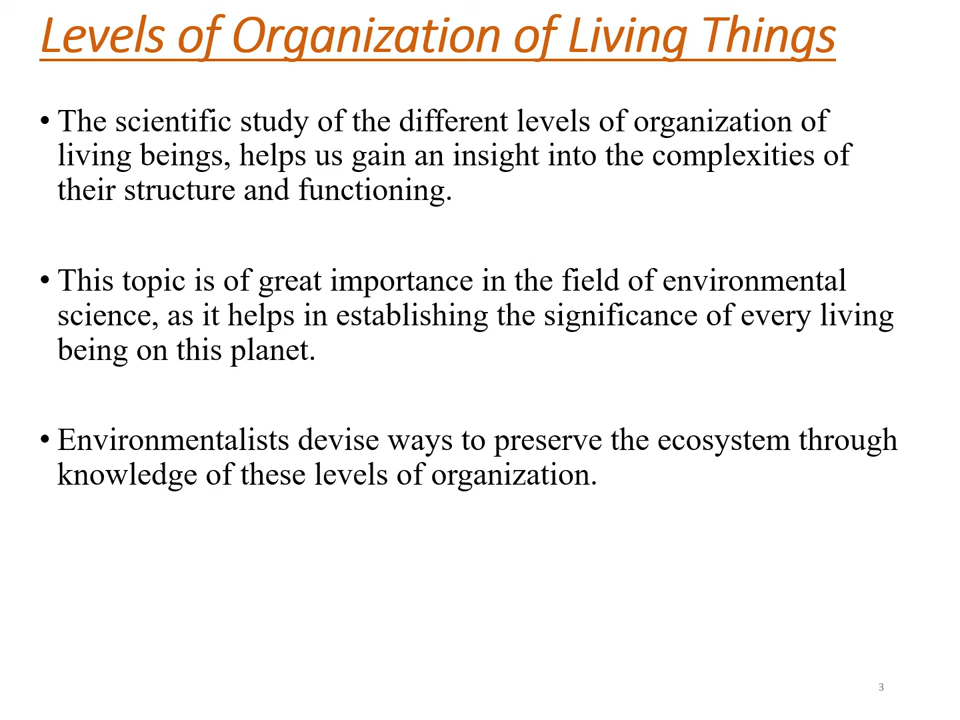 Levels of Organization of Living Things
• The scientific study of the different levels of organization of
living beings, helps us gain an insight into the complexities of
their structure and functioning.
• This topic is of great importance in the field of environmental
science, as it helps in establishing the significance of every living
being on this planet.
• Environmentalists devise ways to preserve the ecosystem through
knowledge of these levels of organization.
3